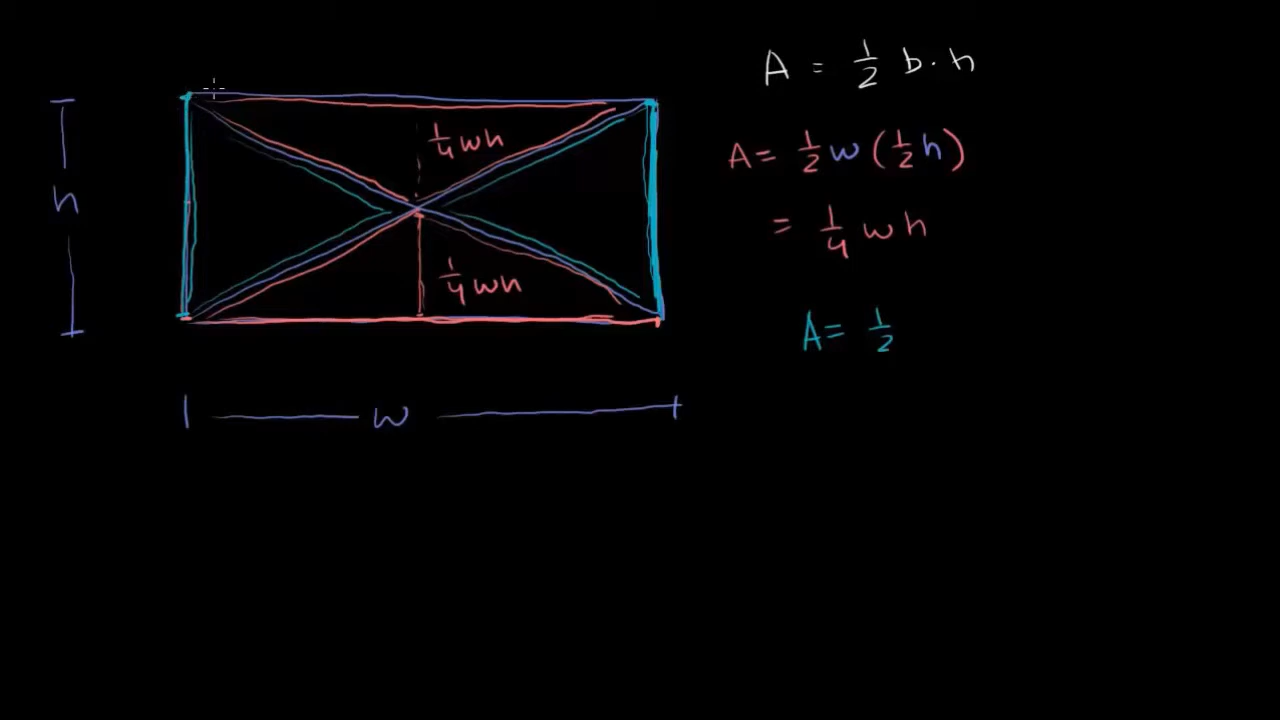 A = 1/2 b · h
1/4 wh
A = 1/2 w (1/2 h)
h
= 1/4 wh
1/4 wh
A = 1/2
w